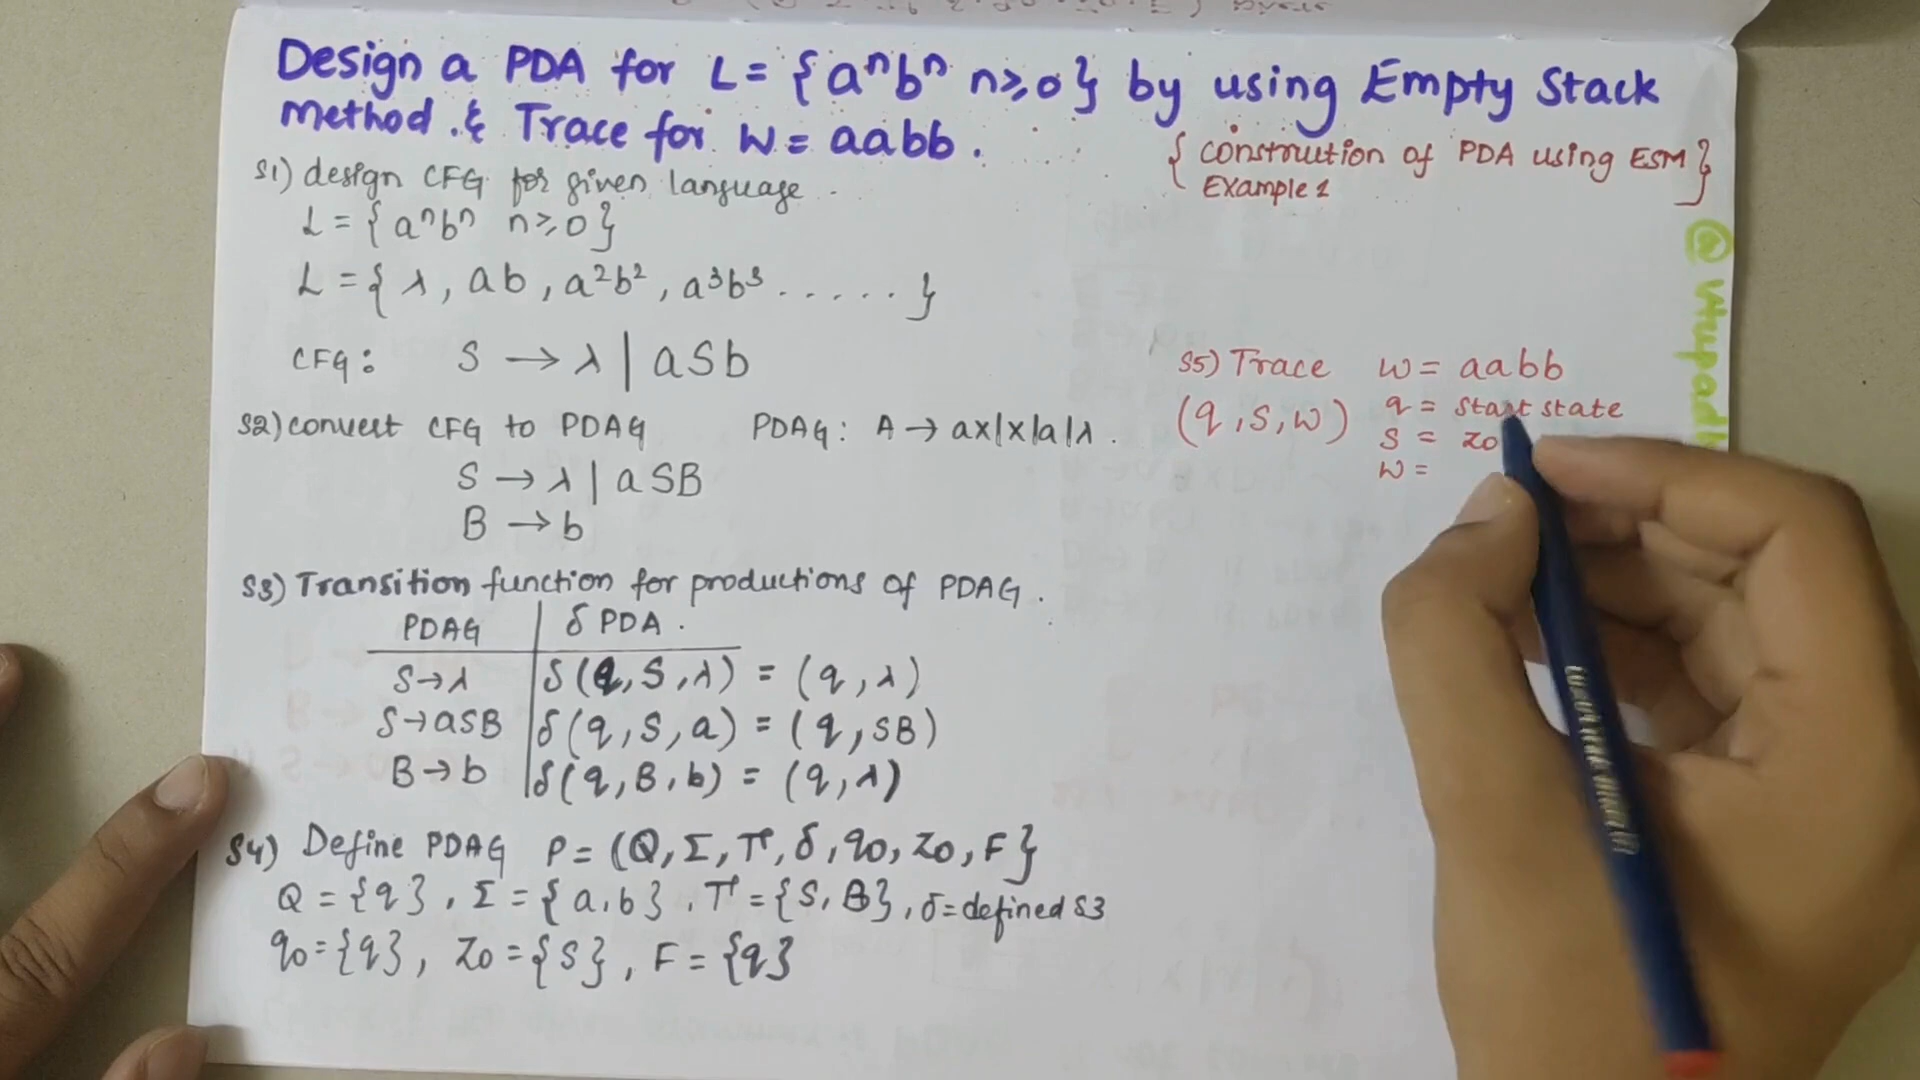 Design a PDA for L = {aⁿbⁿ n≥0} by using Empty Stack
method. & Trace for W = aabb.
{ construction of PDA using ESM }
Example 1
S1) design CFG for given language.
L = {aⁿbⁿ n≥0}
L = { λ, ab, a²b², a³b³ ..... }
CFG: S → λ | aSb
S2) convert CFG to PDAG PDAG: A → ax|x|a|λ.
S → λ | aSB
B → b
S3) Transition function for productions of PDAG.
PDAG | δ PDA.
S→λ | δ(q, S, λ) = (q, λ)
S→aSB | δ(q, S, a) = (q, SB)
B→b | δ(q, B, b) = (q, λ)
S4) Define PDAG P = (Q, Σ, Γ, δ, q0, Z0, F}
Q = {q}, Σ = {a, b}, Γ = {S, B}, δ = defined S3
q0 = {q}, Z0 = {S}, F = {q}
S5) Trace w = aabb
(q, S, w) q = start state
S = Z0
w =